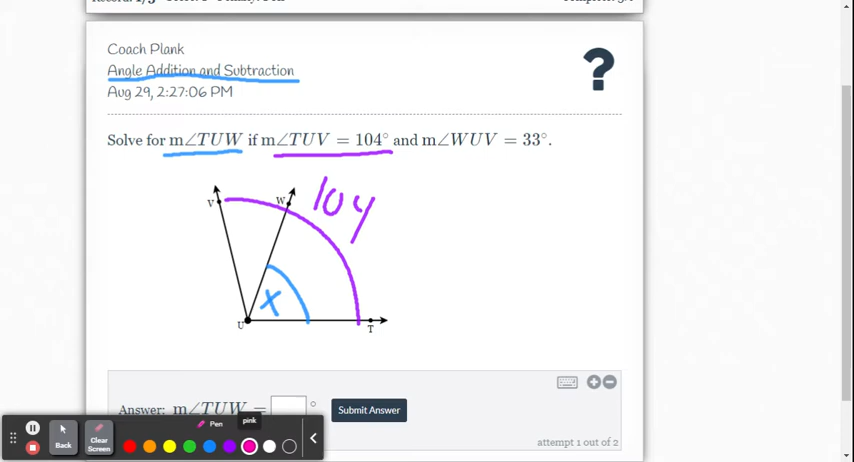 Coach Plank
Angle Addition and Subtraction
Aug 29, 2:27:06 PM
?
Solve for m∠TUW if m∠TUV = 104° and m∠WUV = 33°.
V
W
104
x
U
T
Answer: m∠TUW = °
Submit Answer
pink
Pen
Back
Clear Screen
attempt 1 out of 2